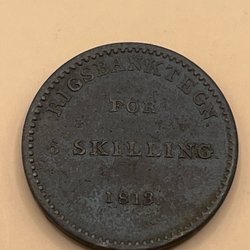 RIGSBANKTEGN
FOR
SKILLING
1813.